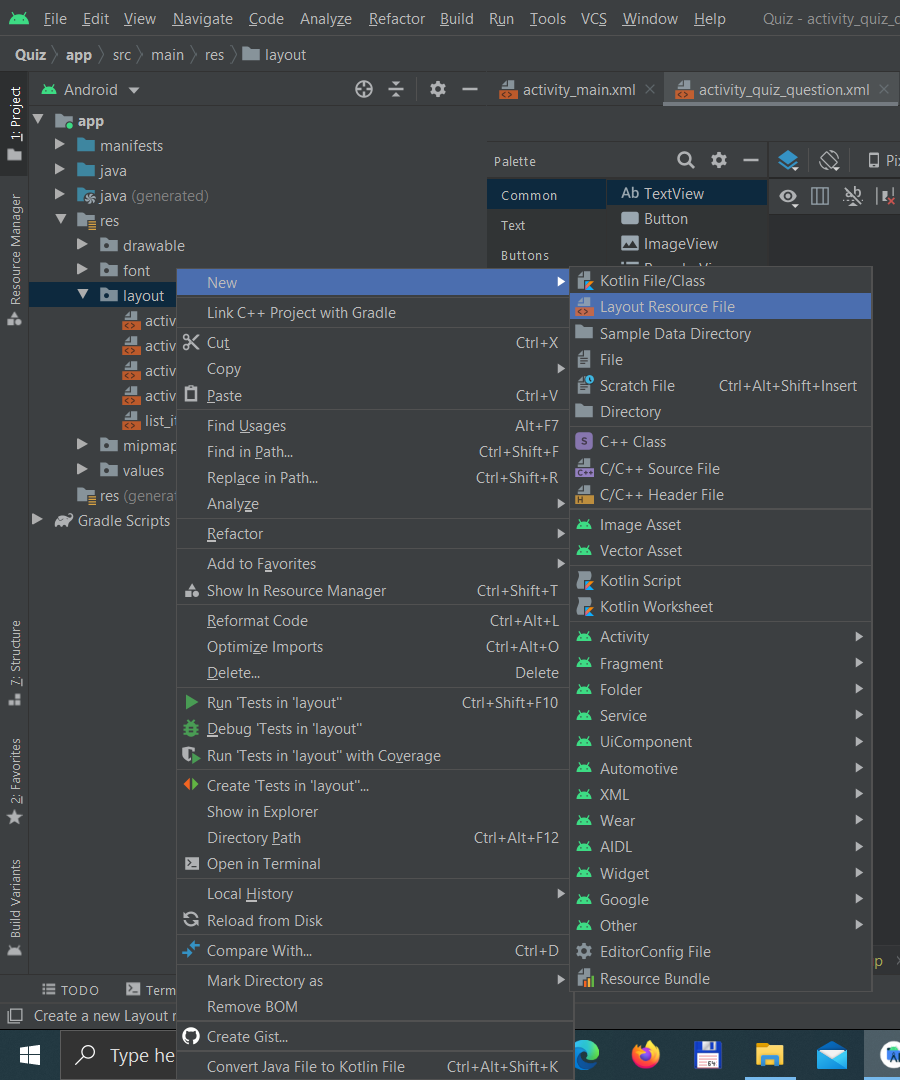 File Edit View Navigate Code Analyze Refactor Build Run Tools VCS Window Help Quiz - activity_quiz_
Quiz app src main res layout
1: Project
Resource Manager
7: Structure
2: Favorites
Build Variants
Android
activity_main.xml
activity_quiz_question.xml
app
manifests
java
java (generated)
res
drawable
font
layout
activ
activ
activ
activ
list_it
mipmap
values
res (generat
Gradle Scripts
Palette
Common
Text
Buttons
Ab TextView
Button
ImageView
New
Link C++ Project with Gradle
Cut Ctrl+X
Copy
Paste Ctrl+V
Find Usages Alt+F7
Find in Path... Ctrl+Shift+F
Replace in Path... Ctrl+Shift+R
Analyze
Refactor
Add to Favorites
Show In Resource Manager Ctrl+Shift+T
Reformat Code Ctrl+Alt+L
Optimize Imports Ctrl+Alt+O
Delete... Delete
Run 'Tests in 'layout'' Ctrl+Shift+F10
Debug 'Tests in 'layout''
Run 'Tests in 'layout'' with Coverage
Create 'Tests in 'layout''...
Show in Explorer
Directory Path Ctrl+Alt+F12
Open in Terminal
Local History
Reload from Disk
Compare With... Ctrl+D
Mark Directory as
Remove BOM
Create Gist...
Convert Java File to Kotlin File Ctrl+Alt+Shift+K
Kotlin File/Class
Layout Resource File
Sample Data Directory
File
Scratch File Ctrl+Alt+Shift+Insert
Directory
S C++ Class
C++ C/C++ Source File
H C/C++ Header File
Image Asset
Vector Asset
Kotlin Script
Kotlin Worksheet
Activity
Fragment
Folder
Service
UiComponent
Automotive
XML
Wear
AIDL
Widget
Google
Other
EditorConfig File
Resource Bundle
TODO
Term
Create a new Layout r
Type he
64